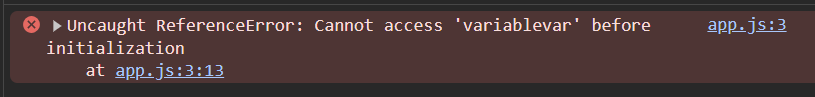 Uncaught ReferenceError: Cannot access 'variablevar' before app.js:3
initialization
at app.js:3:13